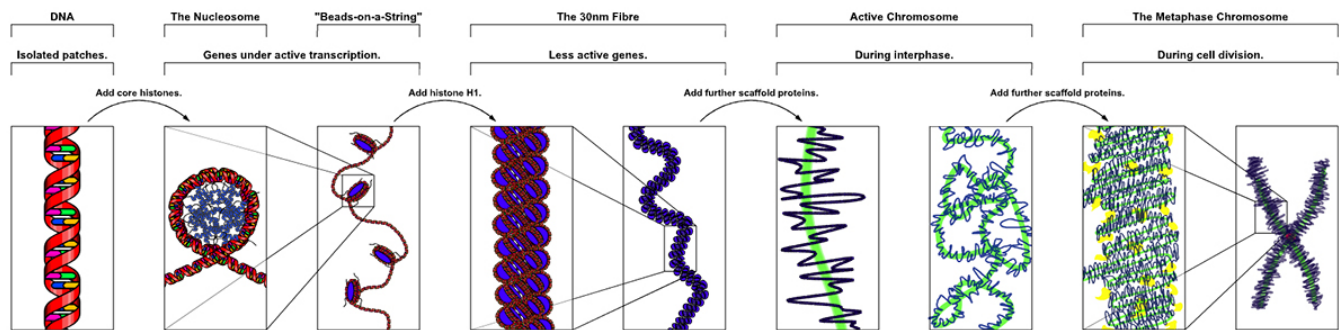 DNA
The Nucleosome
"Beads-on-a-String"
The 30nm Fibre
Active Chromosome
The Metaphase Chromosome
Isolated patches.
Genes under active transcription.
Less active genes.
During interphase.
During cell division.
Add core histones.
Add histone H1.
Add further scaffold proteins.
Add further scaffold proteins.